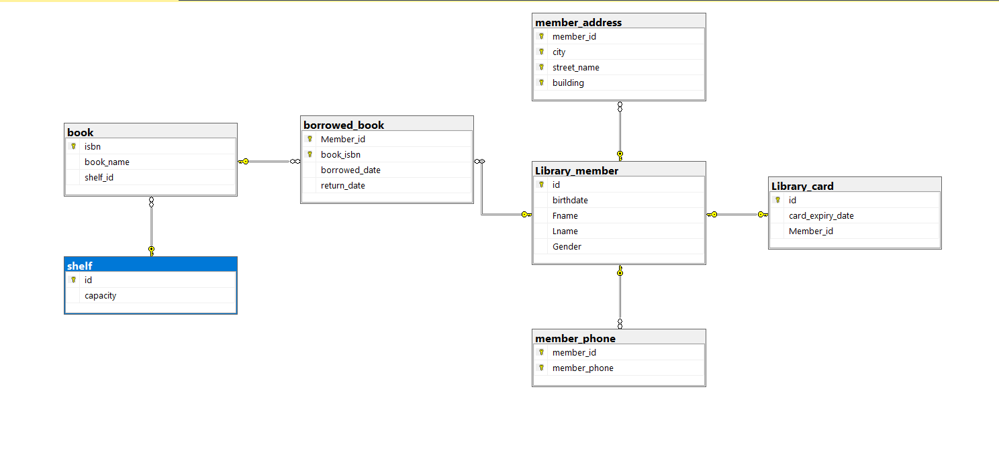 member_address
member_id
city
street_name
building
book
isbn
book_name
shelf_id
borrowed_book
Member_id
book_isbn
borrowed_date
return_date
Library_member
id
birthdate
Fname
Lname
Gender
Library_card
id
card_expiry_date
Member_id
shelf
id
capacity
member_phone
member_id
member_phone